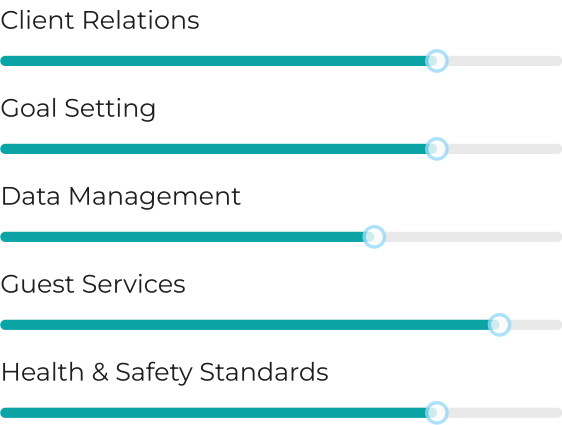 Client Relations
Goal Setting
Data Management
Guest Services
Health & Safety Standards